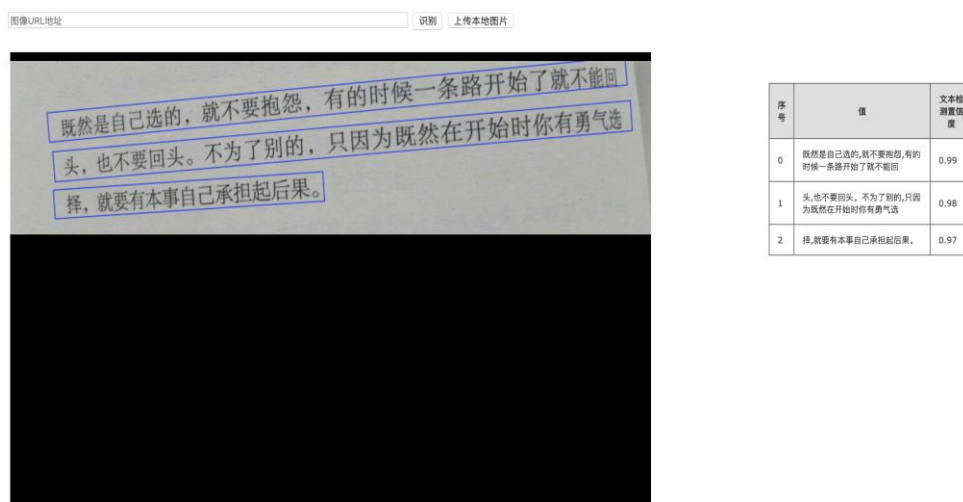 图像URL地址
识别 上传本地图片
既然是自己选的，就不要抱怨，有的时候一条路开始了就不能回
头，也不要回头。不为了别的，只因为既然在开始时你有勇气选
择，就要有本事自己承担起后果。
序号 值 文本检测置信度
0 既然是自己选的,就不要抱怨,有的时候一条路开始了就不能回 0.99
1 头,也不要回头。不为了别的,只因为既然在开始时你有勇气选 0.98
2 择,就要有本事自己承担起后果。 0.97